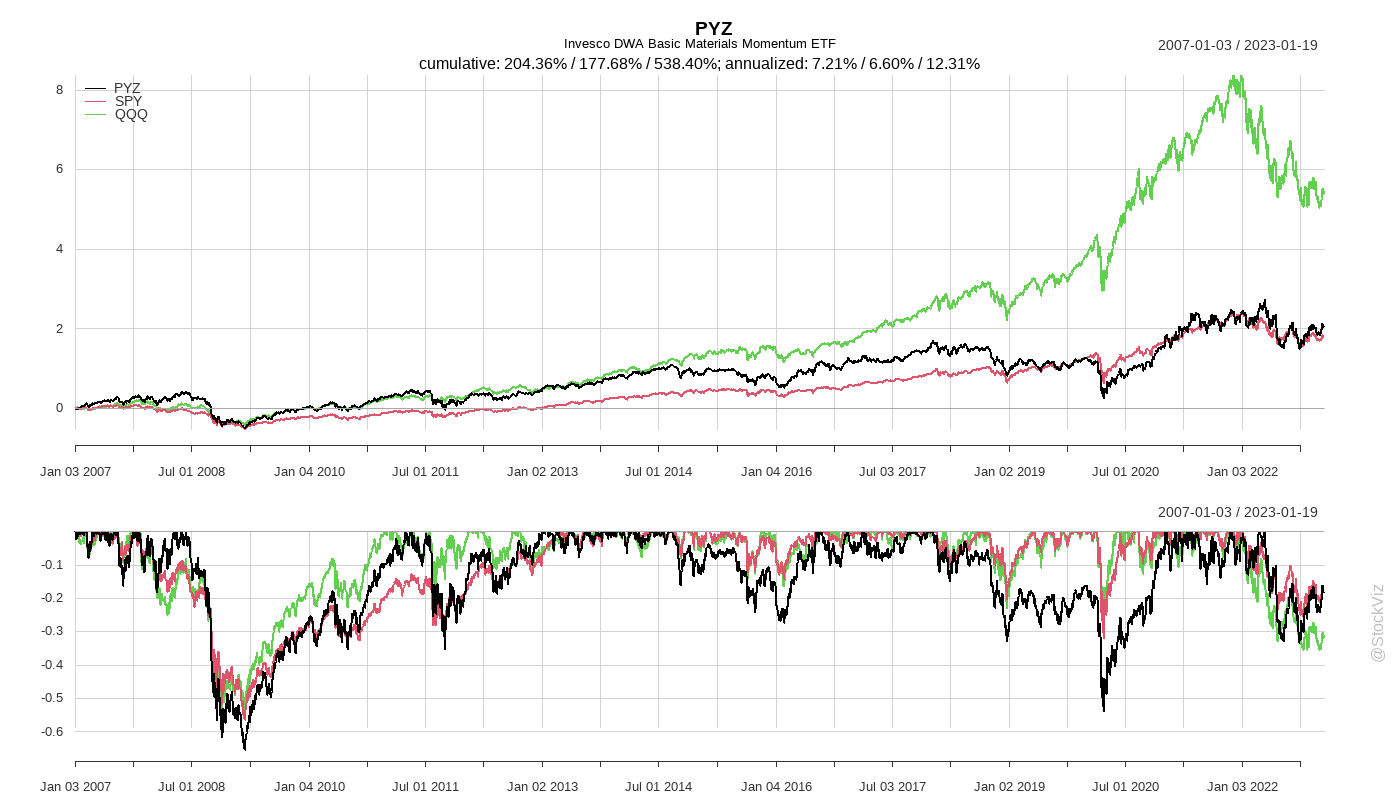 PYZ
Invesco DWA Basic Materials Momentum ETF
2007-01-03 / 2023-01-19
cumulative: 204.36% / 177.68% / 538.40%; annualized: 7.21% / 6.60% / 12.31%
PYZ
SPY
QQQ
8
6
4
2
0
Jan 03 2007 Jul 01 2008 Jan 04 2010 Jul 01 2011 Jan 02 2013 Jul 01 2014 Jan 04 2016 Jul 03 2017 Jan 02 2019 Jul 01 2020 Jan 03 2022
2007-01-03 / 2023-01-19
-0.1
-0.2
-0.3
-0.4
-0.5
-0.6
Jan 03 2007 Jul 01 2008 Jan 04 2010 Jul 01 2011 Jan 02 2013 Jul 01 2014 Jan 04 2016 Jul 03 2017 Jan 02 2019 Jul 01 2020 Jan 03 2022
@StockViz